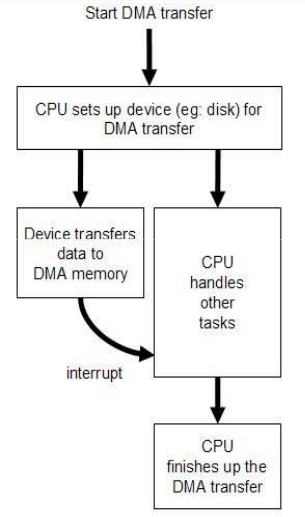 Start DMA transfer
CPU sets up device (eg: disk) for
DMA transfer
Device transfers
data to
DMA memory
CPU
handles
other
tasks
interrupt
CPU
finishes up the
DMA transfer